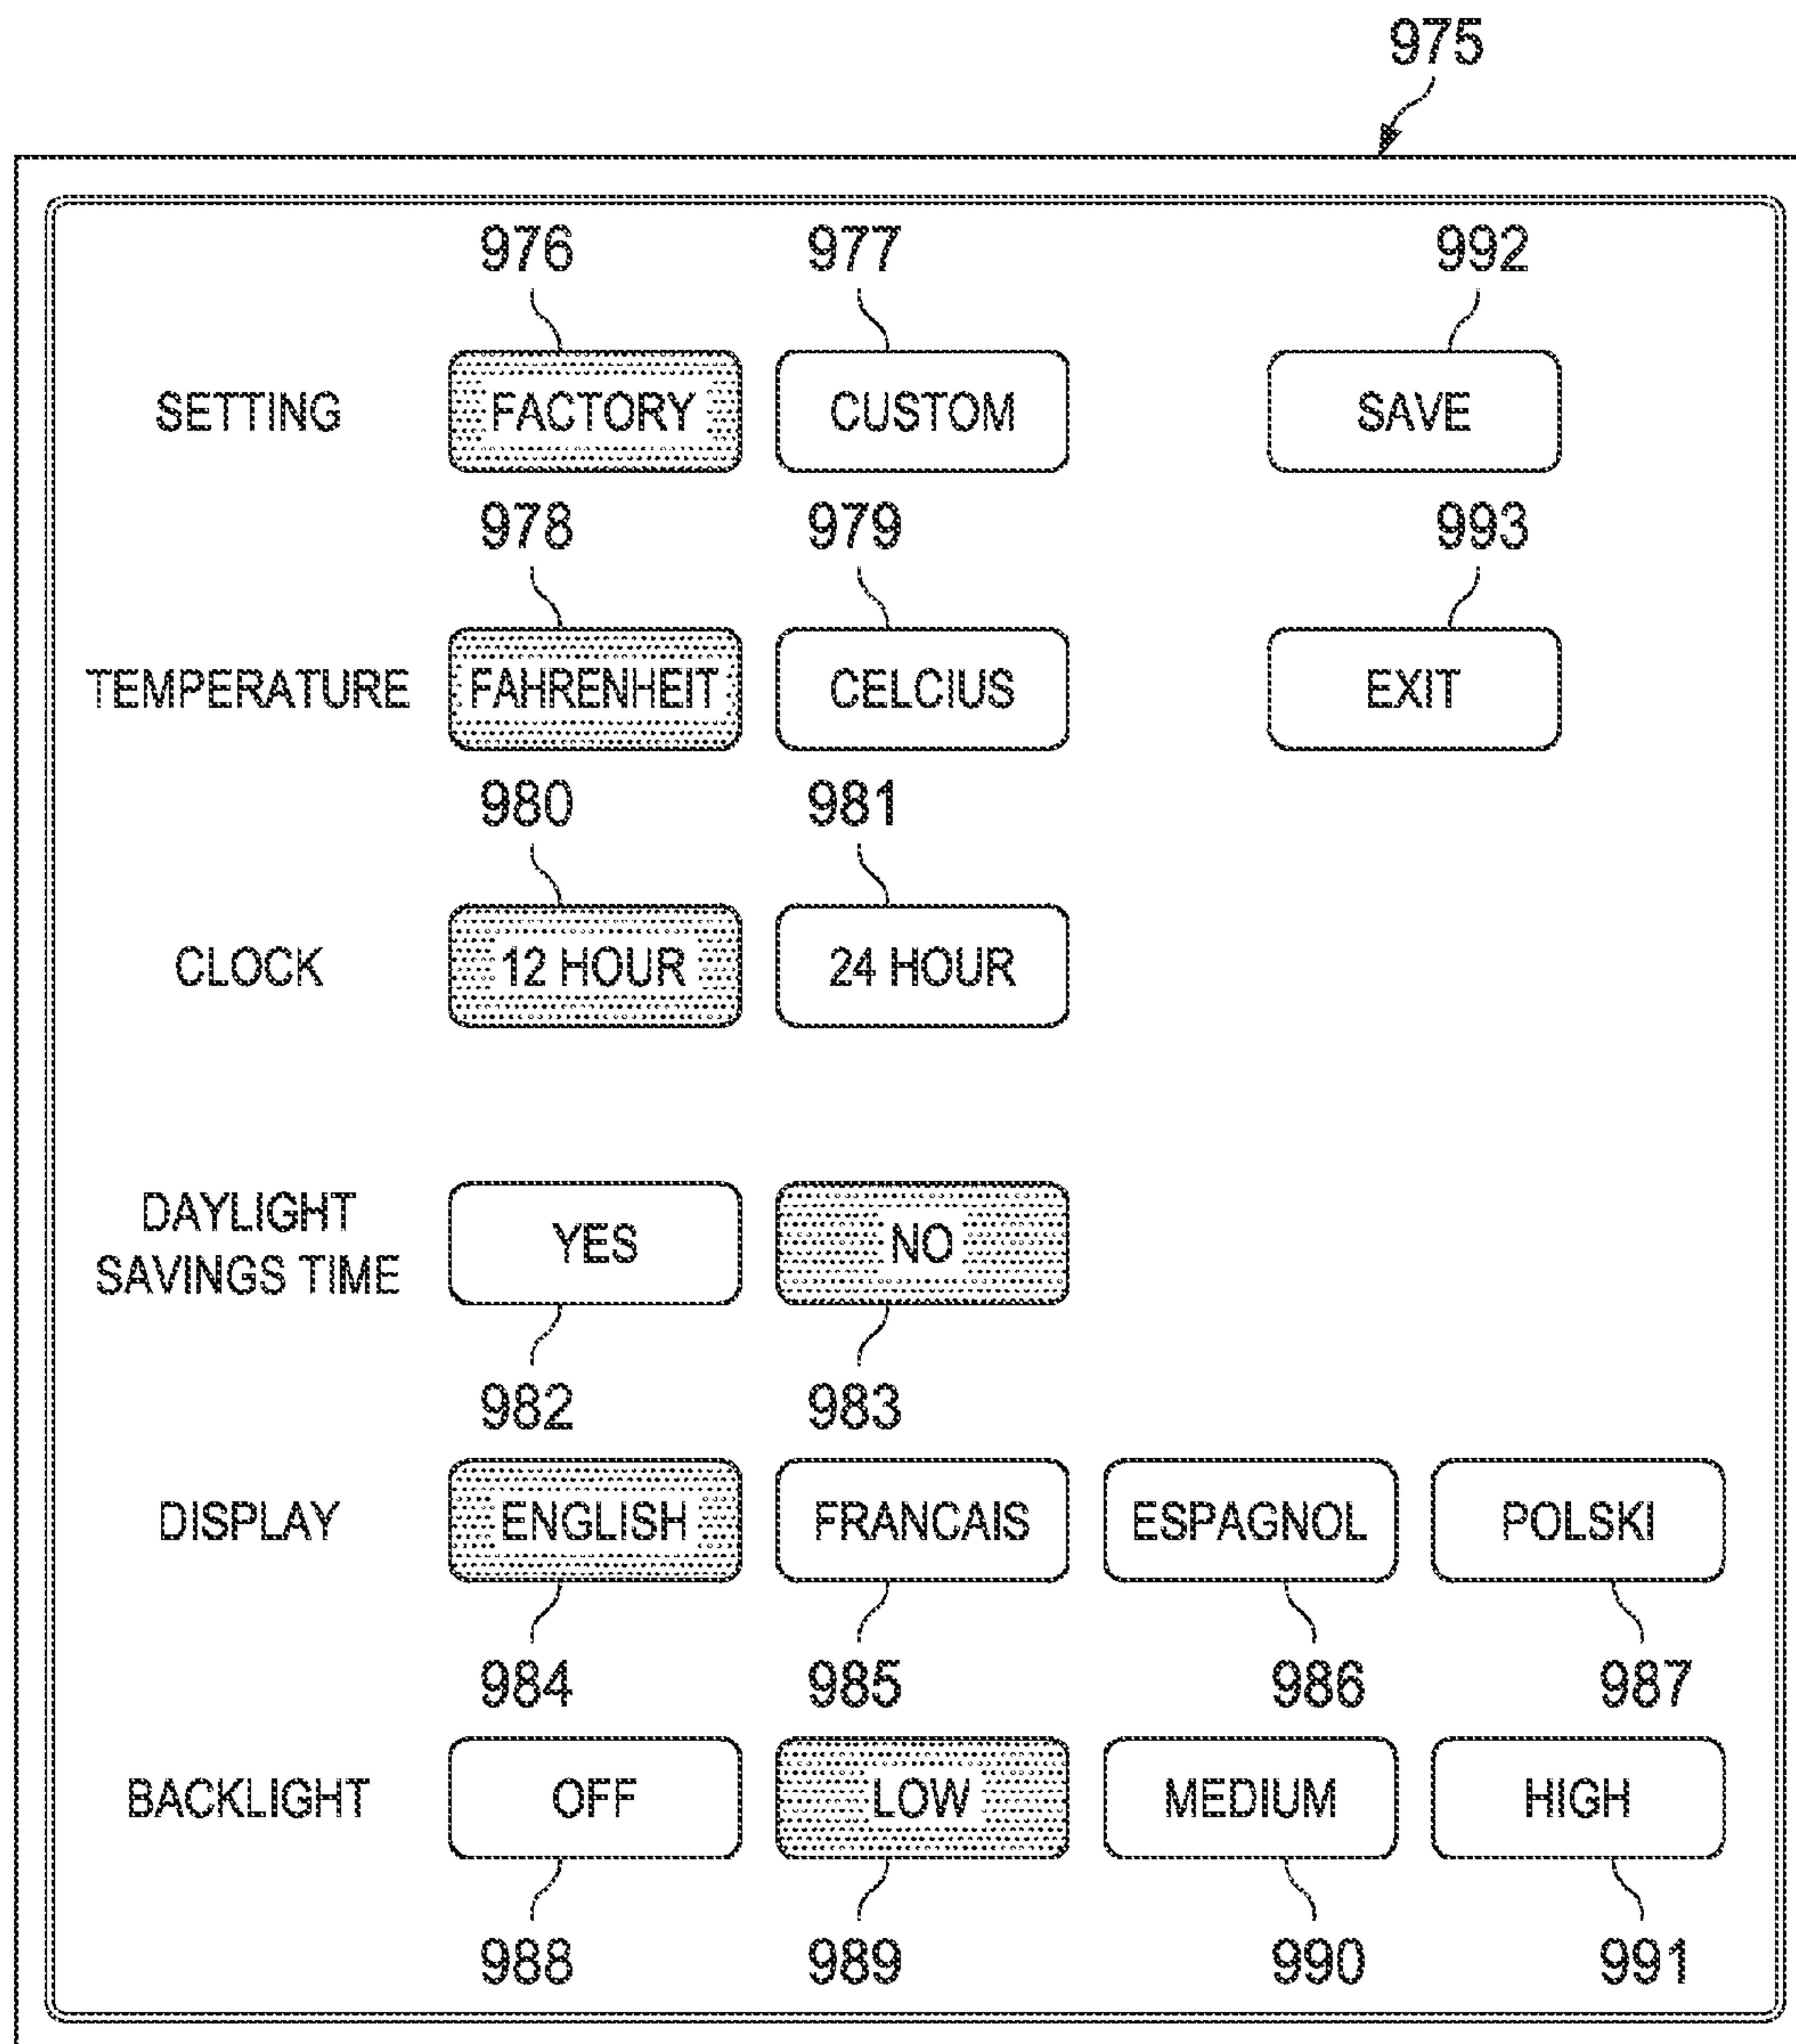 975
976 977 992
SETTING FACTORY CUSTOM SAVE
978 979 993
TEMPERATURE FAHRENHEIT CELCIUS EXIT
980 981
CLOCK 12 HOUR 24 HOUR
DAYLIGHT
SAVINGS TIME YES NO
982 983
DISPLAY ENGLISH FRANCAIS ESPAGNOL POLSKI
984 985 986 987
BACKLIGHT OFF LOW MEDIUM HIGH
988 989 990 991